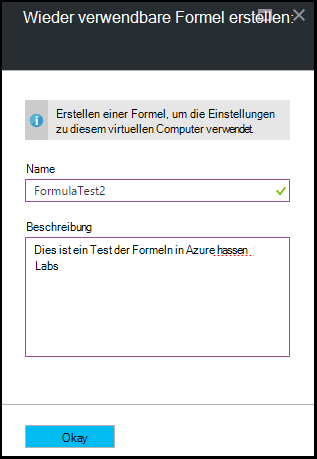 Wieder verwendbare Formel erstellen:
Erstellen einer Formel, um die Einstellungen
zu diesem virtuellen Computer verwendet.
Name
FormulaTest2
Beschreibung
Dies ist ein Test der Formeln in Azure hassen
Labs
Okay